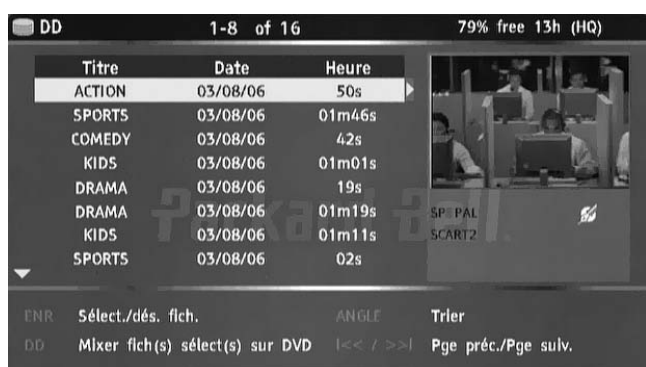 DD 1-8 of 16 79% free 13h (HQ)
Titre Date Heure
ACTION 03/08/06 50s
SPORTS 03/08/06 01m46s
COMEDY 03/08/06 42s
KIDS 03/08/06 01m01s
DRAMA 03/08/06 19s
DRAMA 03/08/06 01m19s
KIDS 03/08/06 01m11s
SPORTS 03/08/06 02s
Packard Bell.
SP PAL
SCART2
ENR Sélect./dés. fich. ANGLE Trier
DD Mixer fich(s) sélect(s) sur DVD |<< / >>| Pge préc./Pge suiv.